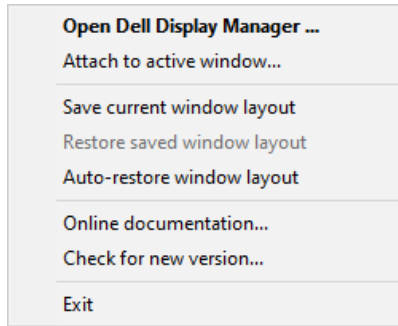 Open Dell Display Manager ...
Attach to active window...
Save current window layout
Restore saved window layout
Auto-restore window layout
Online documentation...
Check for new version...
Exit